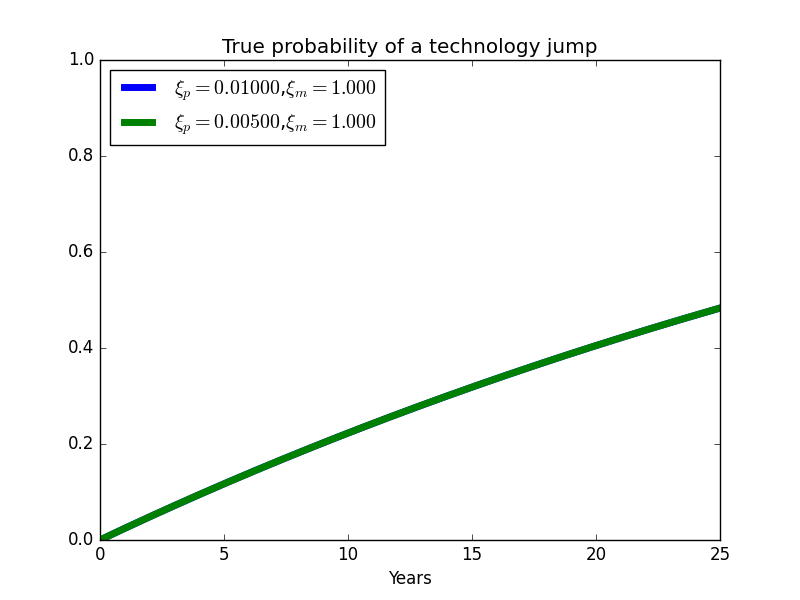 True probability of a technology jump
1.0
ξp = 0.01000,ξm = 1.000
ξp = 0.00500,ξm = 1.000
0.8
0.6
0.4
0.2
0.0
0 5 10 15 20 25
Years